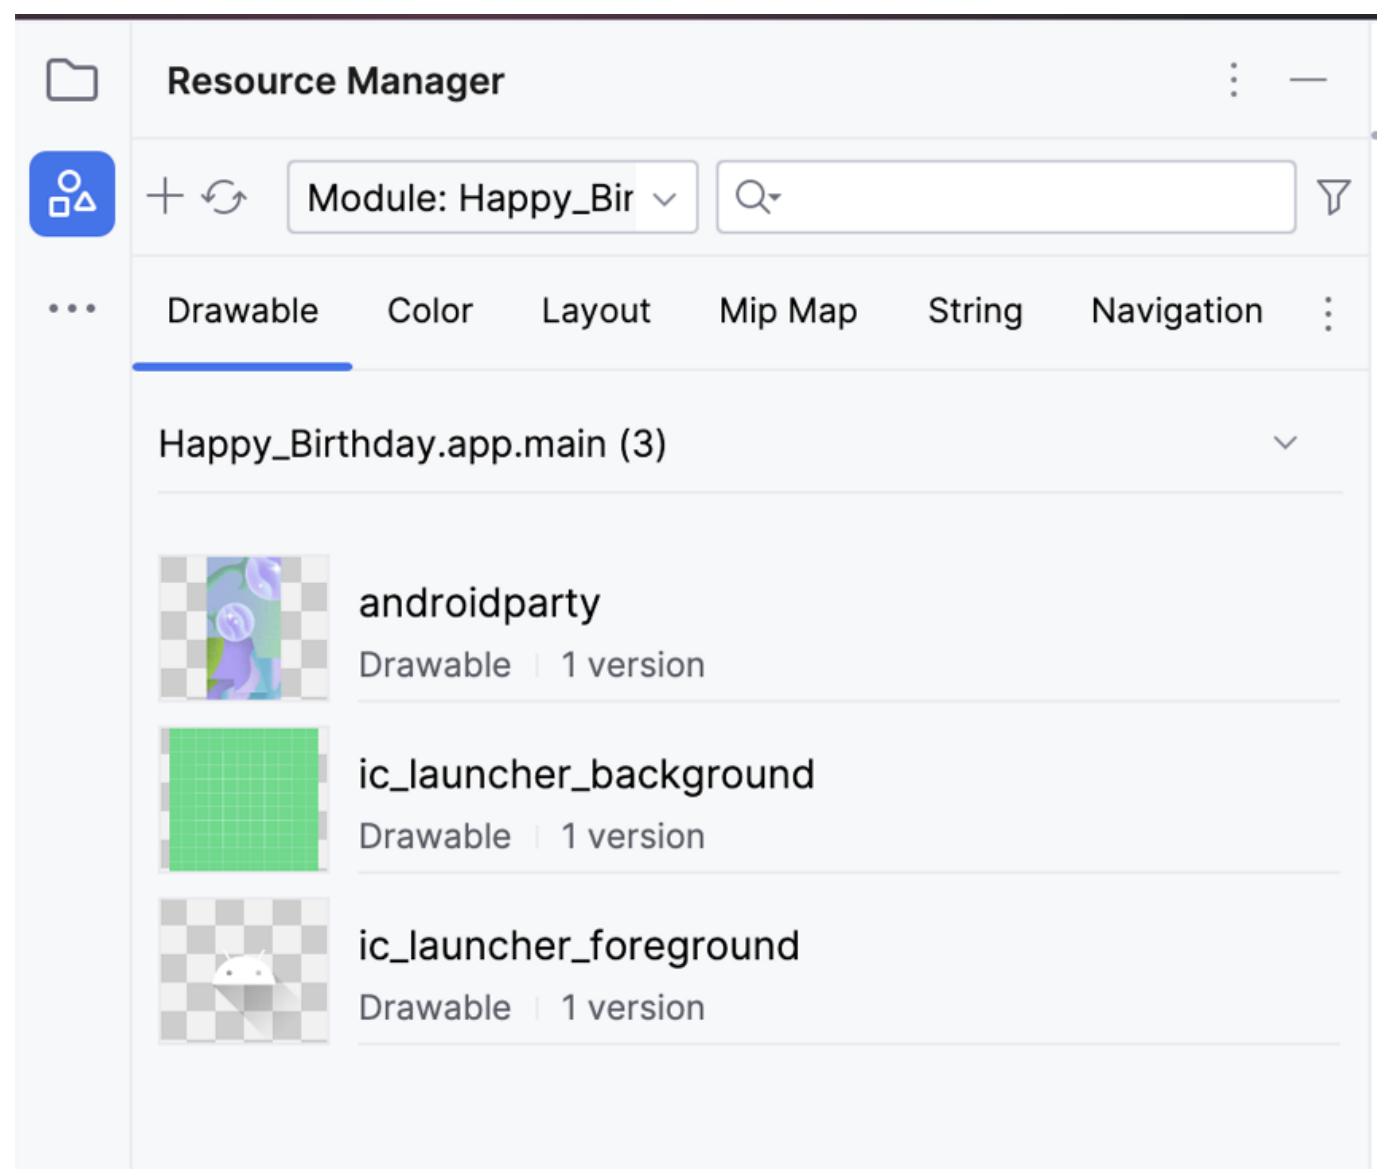 Resource Manager
Module: Happy_Bir
Drawable Color Layout Mip Map String Navigation
Happy_Birthday.app.main (3)
androidparty
Drawable 1 version
ic_launcher_background
Drawable 1 version
ic_launcher_foreground
Drawable 1 version